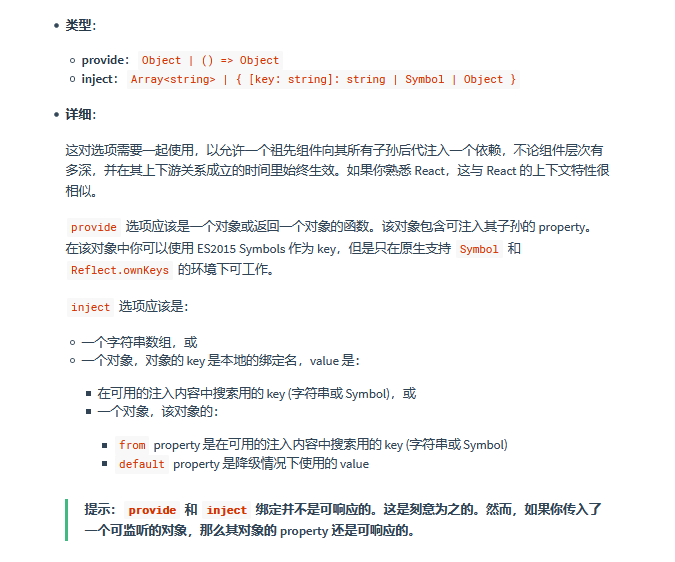 类型：
provide：Object | () => Object
inject：Array<string> | { [key: string]: string | Symbol | Object }
详细：
这对选项需要一起使用，以允许一个祖先组件向其所有子孙后代注入一个依赖，不论组件层次有
多深，并在其上下游关系成立的时间里始终生效。如果你熟悉 React，这与 React 的上下文特性很
相似。
provide 选项应该是一个对象或返回一个对象的函数。该对象包含可注入其子孙的 property。
在该对象中你可以使用 ES2015 Symbols 作为 key，但是只在原生支持 Symbol 和
Reflect.ownKeys 的环境下可工作。
inject 选项应该是：
一个字符串数组，或
一个对象，对象的 key 是本地的绑定名，value 是：
在可用的注入内容中搜索用的 key (字符串或 Symbol)，或
一个对象，该对象的：
from property 是在可用的注入内容中搜索用的 key (字符串或 Symbol)
default property 是降级情况下使用的 value
提示：provide 和 inject 绑定并不是可响应的。这是刻意为之的。然而，如果你传入了
一个可监听的对象，那么其对象的 property 还是可响应的。